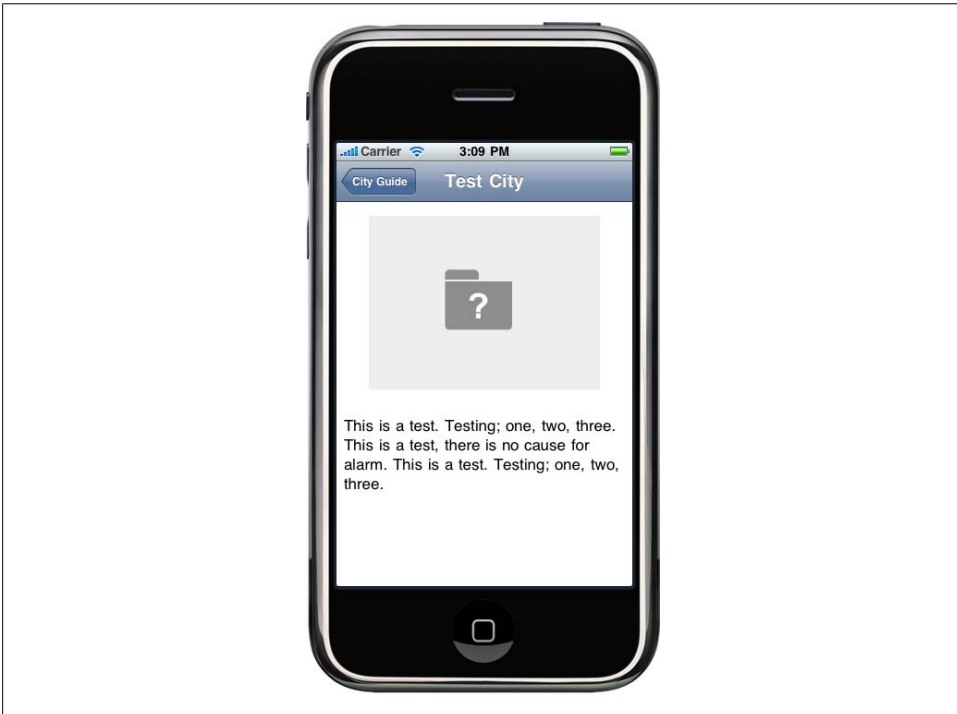 Carrier 3:09 PM
City Guide Test City
?
This is a test. Testing; one, two, three.
This is a test, there is no cause for
alarm. This is a test. Testing; one, two,
three.